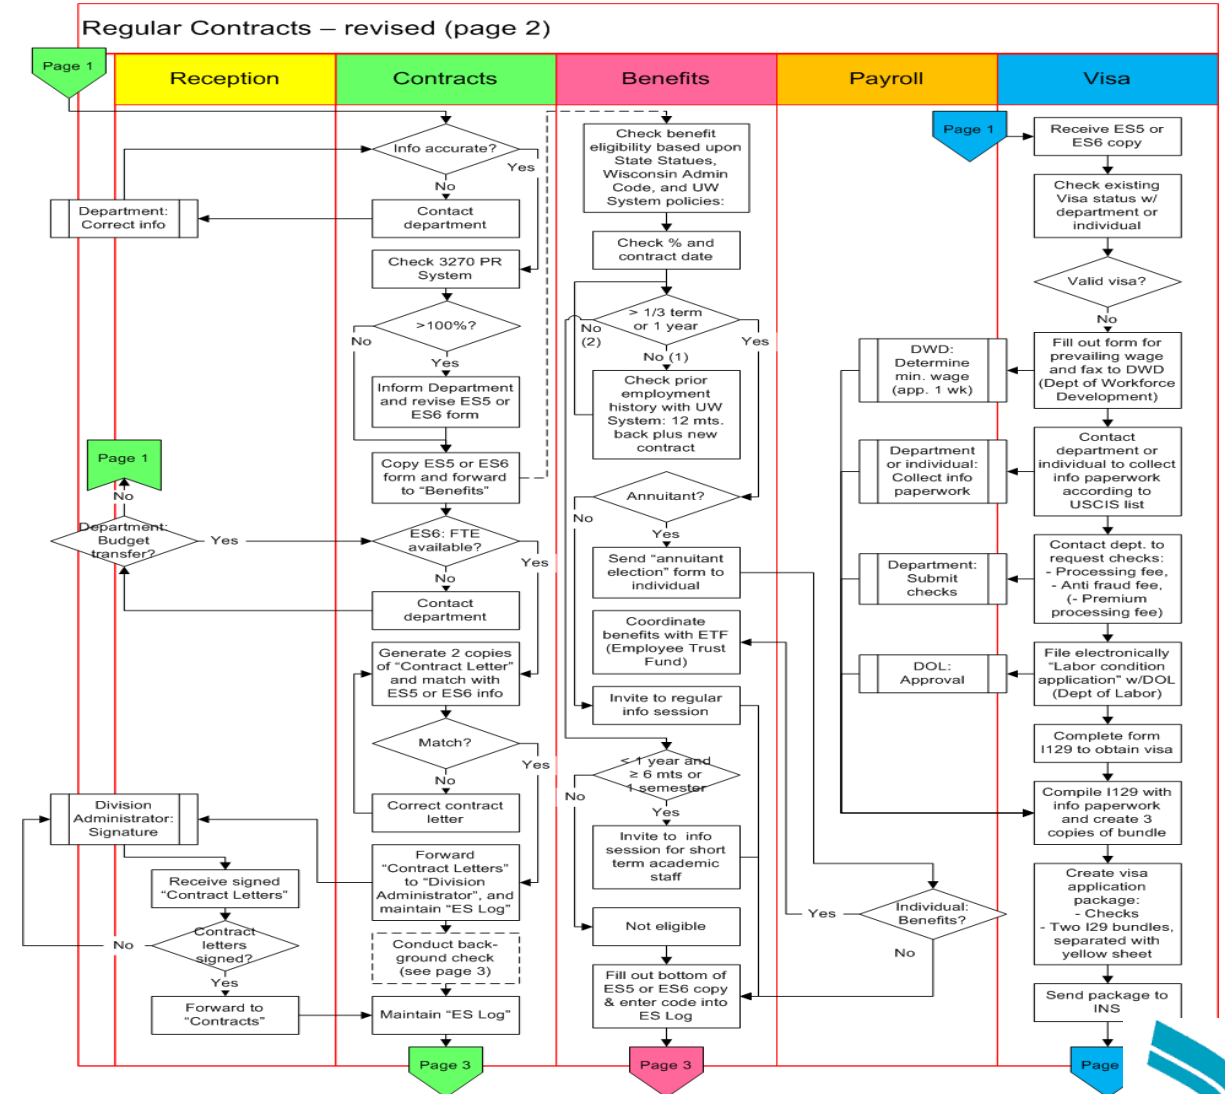 Regular Contracts – revised (page 2)
Page 1
Reception
Contracts
Benefits
Payroll
Visa
Info accurate?
Yes
No
Department:
Correct info
Contact
department
Check 3270 PR
System
>100%?
No
Yes
Inform Department
and revise ES5 or
ES6 form
Copy ES5 or ES6
form and forward
to “Benefits”
Page 1
No
Department:
Budget
transfer?
Yes
ES6: FTE
available?
Yes
No
Contact
department
Generate 2 copies
of “Contract Letter”
and match with
ES5 or ES6 info
Match?
Yes
No
Correct contract
letter
Division
Administrator:
Signature
Forward
“Contract Letters”
to “Division
Administrator”, and
maintain “ES Log”
Receive signed
“Contract Letters”
Contract
letters
signed?
No
Yes
Forward to
“Contracts”
Conduct back-
ground check
(see page 3)
Maintain “ES Log”
Page 3
Check benefit
eligibility based upon
State Statues,
Wisconsin Admin
Code, and UW
System policies:
Check % and
contract date
> 1/3 term
or 1 year
No
(2)
Yes
No (1)
Check prior
employment
history with UW
System: 12 mts.
back plus new
contract
Annuitant?
No
Yes
Send “annuitant
election” form to
individual
Coordinate
benefits with ETF
(Employee Trust
Fund)
Invite to regular
info session
< 1 year and
≥ 6 mts or
1 semester
No
Yes
Invite to info
session for short
term academic
staff
Not eligible
Fill out bottom of
ES5 or ES6 copy
& enter code into
ES Log
Page 3
Individual:
Benefits?
Yes
No
Page 1
Receive ES5 or
ES6 copy
Check existing
Visa status w/
department or
individual
Valid visa?
No
Fill out form for
prevailing wage
and fax to DWD
(Dept of Workforce
Development)
DWD:
Determine
min. wage
(app. 1 wk)
Contact
department or
individual to collect
info paperwork
according to
USCIS list
Department
or individual:
Collect info
paperwork
Contact dept. to
request checks:
- Processing fee,
- Anti fraud fee,
(- Premium
processing fee)
Department:
Submit
checks
File electronically
“Labor condition
application” w/DOL
(Dept of Labor)
DOL:
Approval
Complete form
I129 to obtain visa
Compile I129 with
info paperwork
and create 3
copies of bundle
Create visa
application
package:
- Checks
- Two I29 bundles,
separated with
yellow sheet
Send package to
INS
Page